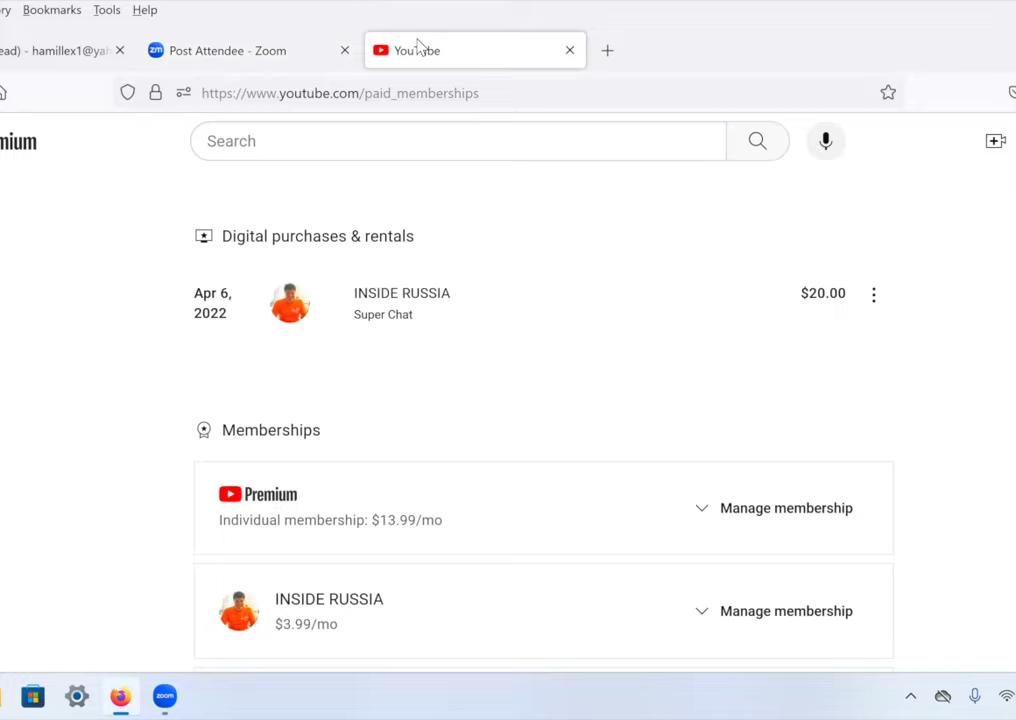 ry Bookmarks Tools Help
ead) - hamillex1@yah
zm Post Attendee - Zoom
YouTube
https://www.youtube.com/paid_memberships
mium
Search
Digital purchases & rentals
Apr 6,
2022
INSIDE RUSSIA
Super Chat
$20.00
Memberships
Premium
Individual membership: $13.99/mo
Manage membership
INSIDE RUSSIA
$3.99/mo
Manage membership
zoom